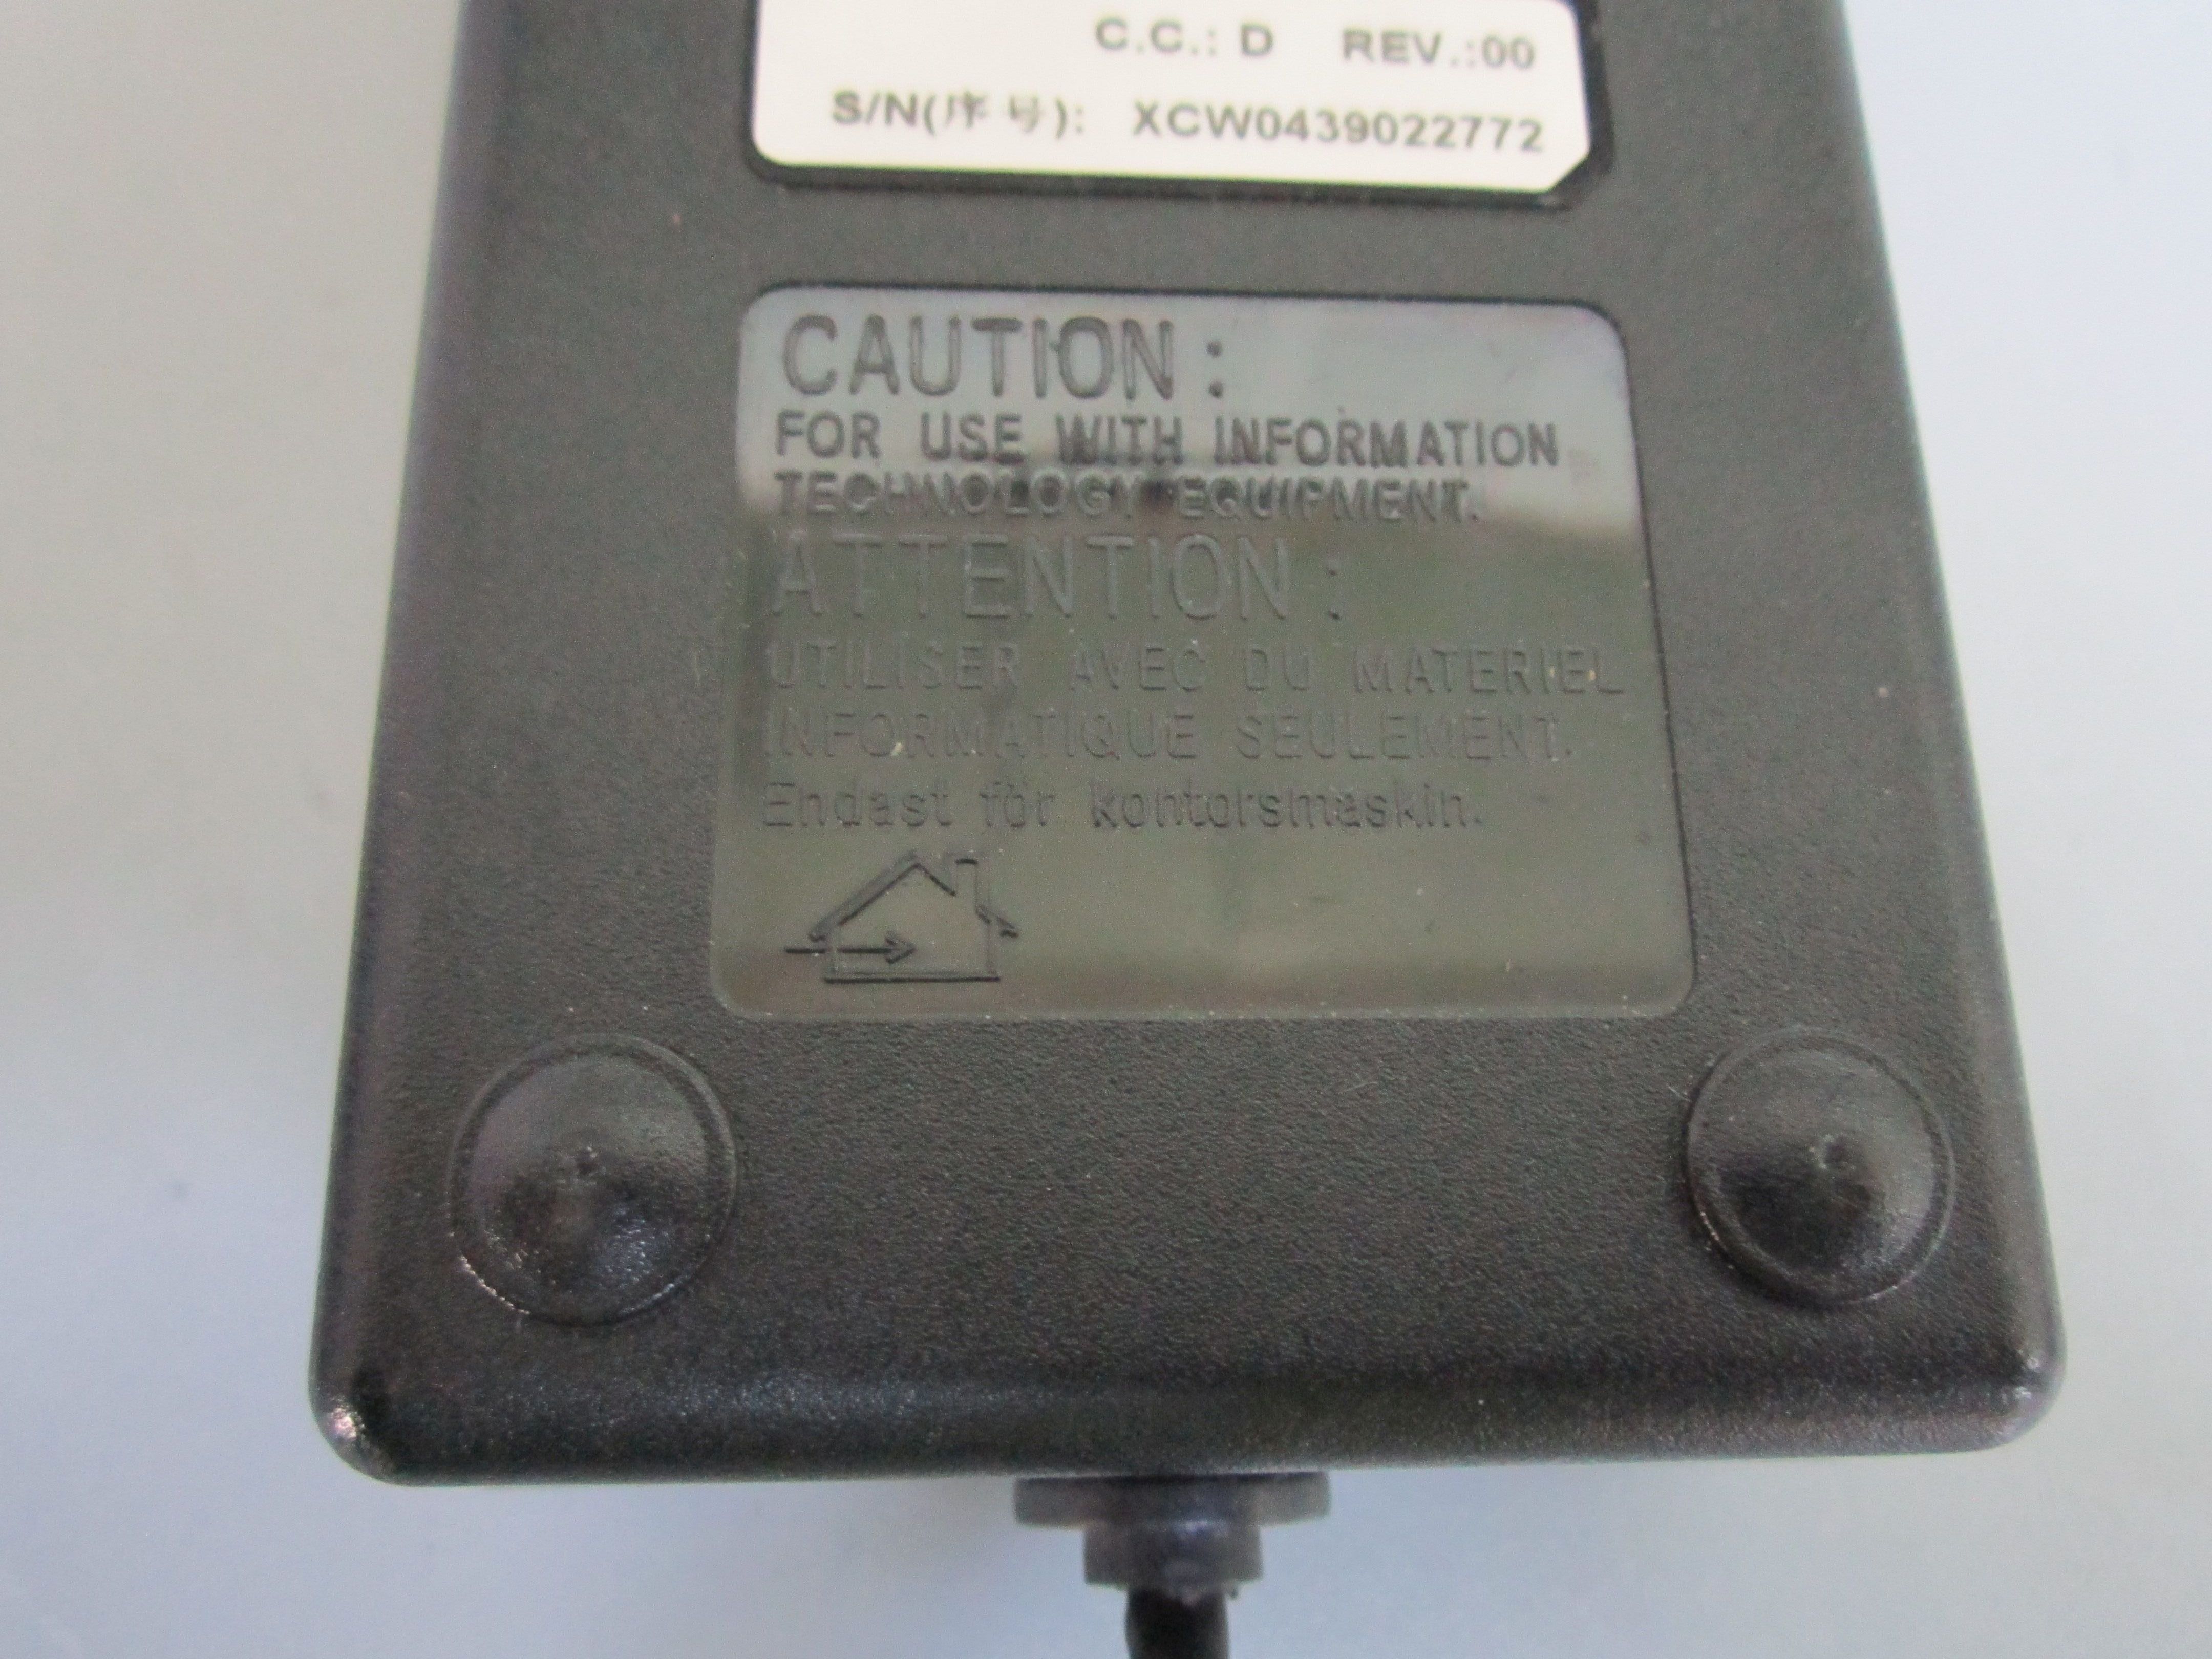 C.C.: D REV.:00
S/N(序号): XCW0439022772
CAUTION :
FOR USE WITH INFORMATION
TECHNOLOGY EQUIPMENT.
ATTENTION :
UTILISER AVEC DU MATERIEL
INFORMATIQUE SEULEMENT.
Endast för kontorsmaskin.